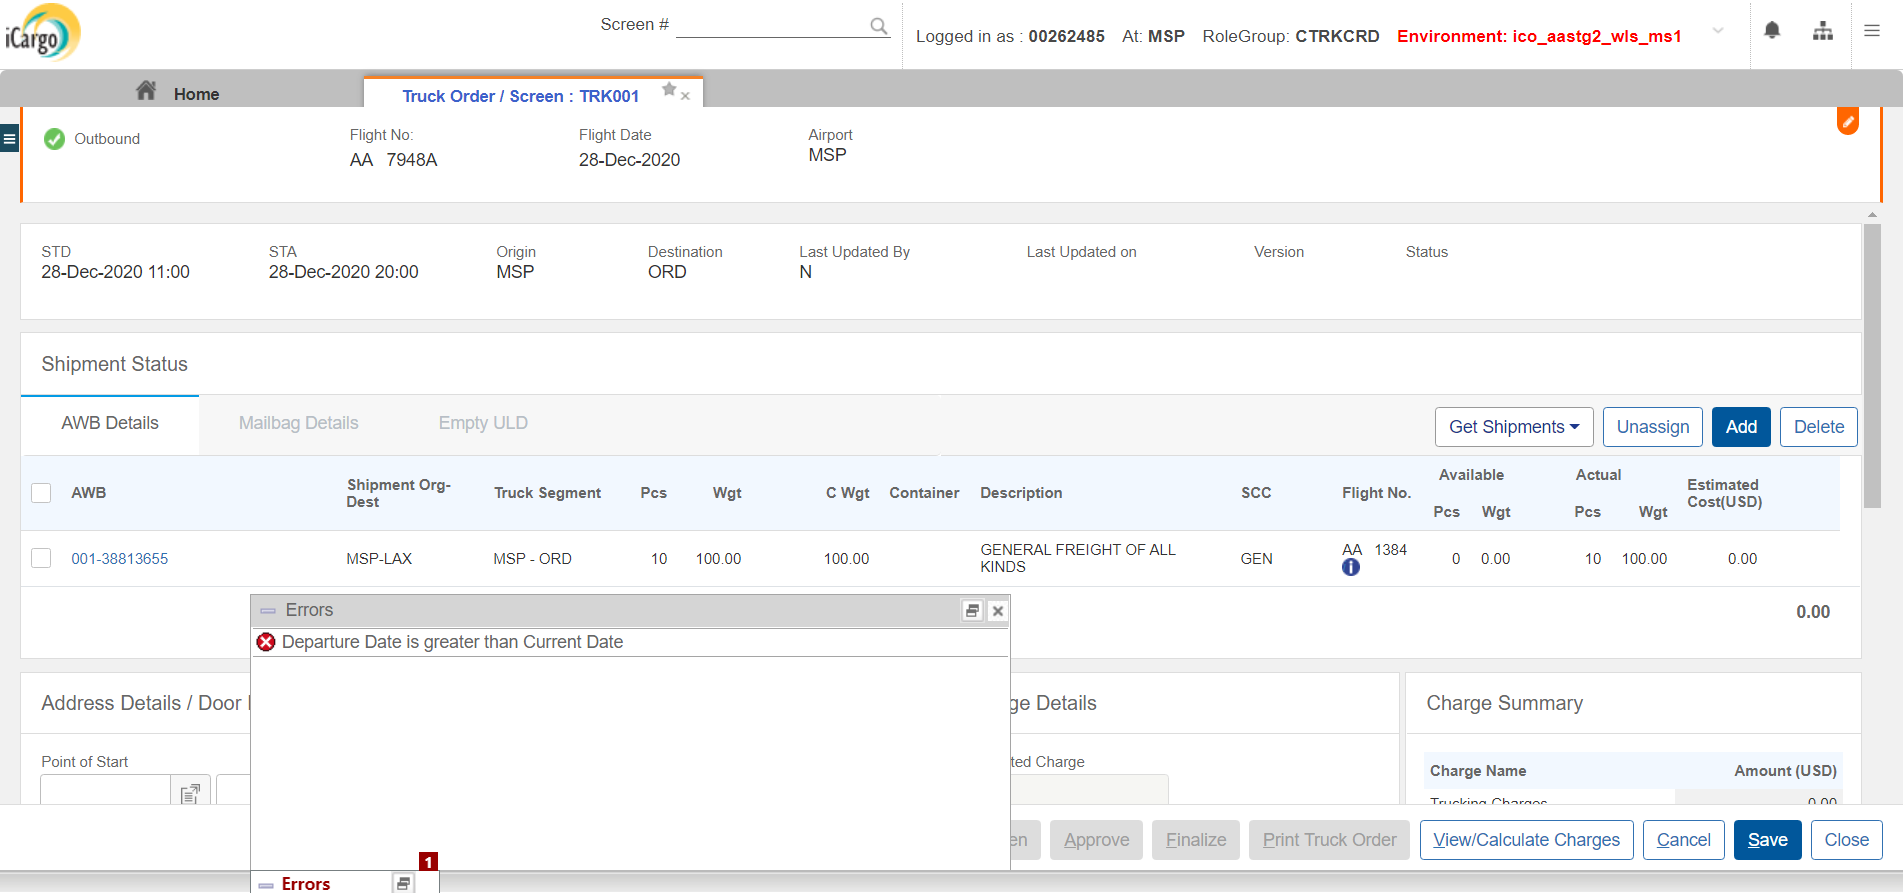 iCargo
Screen #
Logged in as : 00262485 At: MSP RoleGroup: CTRKCRD Environment: ico_aastg2_wls_ms1
Home
Truck Order / Screen : TRK001
Outbound
Flight No:
AA 7948A
Flight Date
28-Dec-2020
Airport
MSP
STD
28-Dec-2020 11:00
STA
28-Dec-2020 20:00
Origin
MSP
Destination
ORD
Last Updated By
N
Last Updated on
Version
Status
Shipment Status
AWB Details Mailbag Details Empty ULD
Get Shipments Unassign Add Delete
AWB Shipment Org-Dest Truck Segment Pcs Wgt C Wgt Container Description SCC Flight No. Available Pcs Wgt Actual Pcs Wgt Estimated Cost(USD)
001-38813655 MSP-LAX MSP - ORD 10 100.00 100.00 GENERAL FREIGHT OF ALL KINDS GEN AA 1384 0 0.00 10 100.00 0.00
0.00
Errors
Departure Date is greater than Current Date
Address Details / Door
ge Details
Charge Summary
Point of Start
ted Charge
Charge Name Amount (USD)
Trucking Charges 0.00
en Approve Finalize Print Truck Order View/Calculate Charges Cancel Save Close
1
Errors